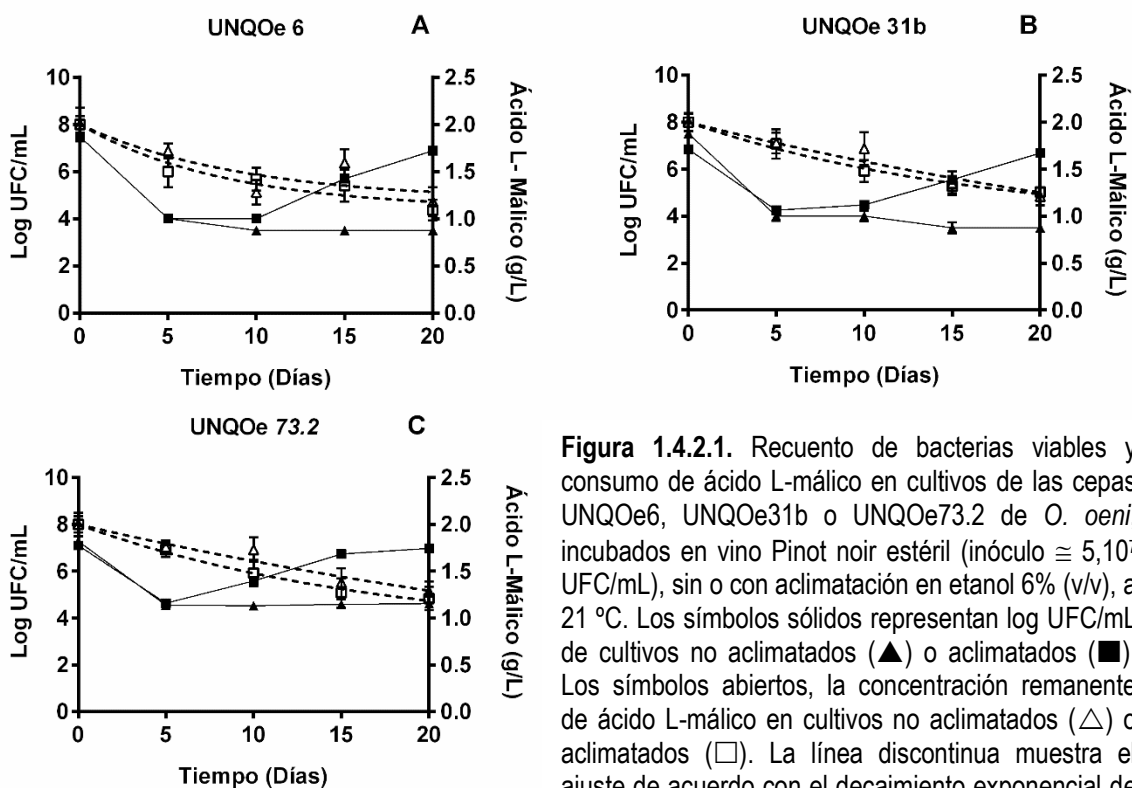 UNQOe 6 A
10
8
6
4
2
0
Log UFC/mL
2.5
2.0
1.5
1.0
0.5
0.0
Ácido L- Málico (g/L)
0 5 10 15 20
Tiempo (Días)
UNQOe 31b B
10
8
6
4
2
0
Log UFC/mL
2.5
2.0
1.5
1.0
0.5
0.0
Ácido L-Málico (g/L)
0 5 10 15 20
Tiempo (Días)
UNQOe 73.2 C
10
8
6
4
2
0
Log UFC/mL
2.5
2.0
1.5
1.0
0.5
0.0
Ácido L-Málico (g/L)
0 5 10 15 20
Tiempo (Días)
Figura 1.4.2.1. Recuento de bacterias viables y
consumo de ácido L-málico en cultivos de las cepas
UNQOe6, UNQOe31b o UNQOe73.2 de O. oeni
incubados en vino Pinot noir estéril (inóculo ≅ 5,10⁷
UFC/mL), sin o con aclimatación en etanol 6% (v/v), a
21 ºC. Los símbolos sólidos representan log UFC/mL
de cultivos no aclimatados (▲) o aclimatados (■)
Los símbolos abiertos, la concentración remanente
de ácido L-málico en cultivos no aclimatados (△) o
aclimatados (□). La línea discontinua muestra el
ajuste de acuerdo con el decaimiento exponencial de